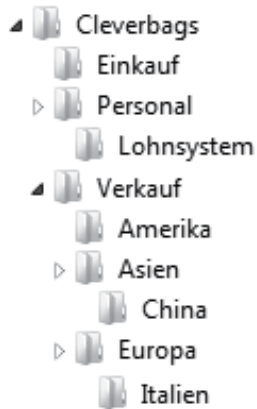 Cleverbags
Einkauf
Personal
Lohnsystem
Verkauf
Amerika
Asien
China
Europa
Italien